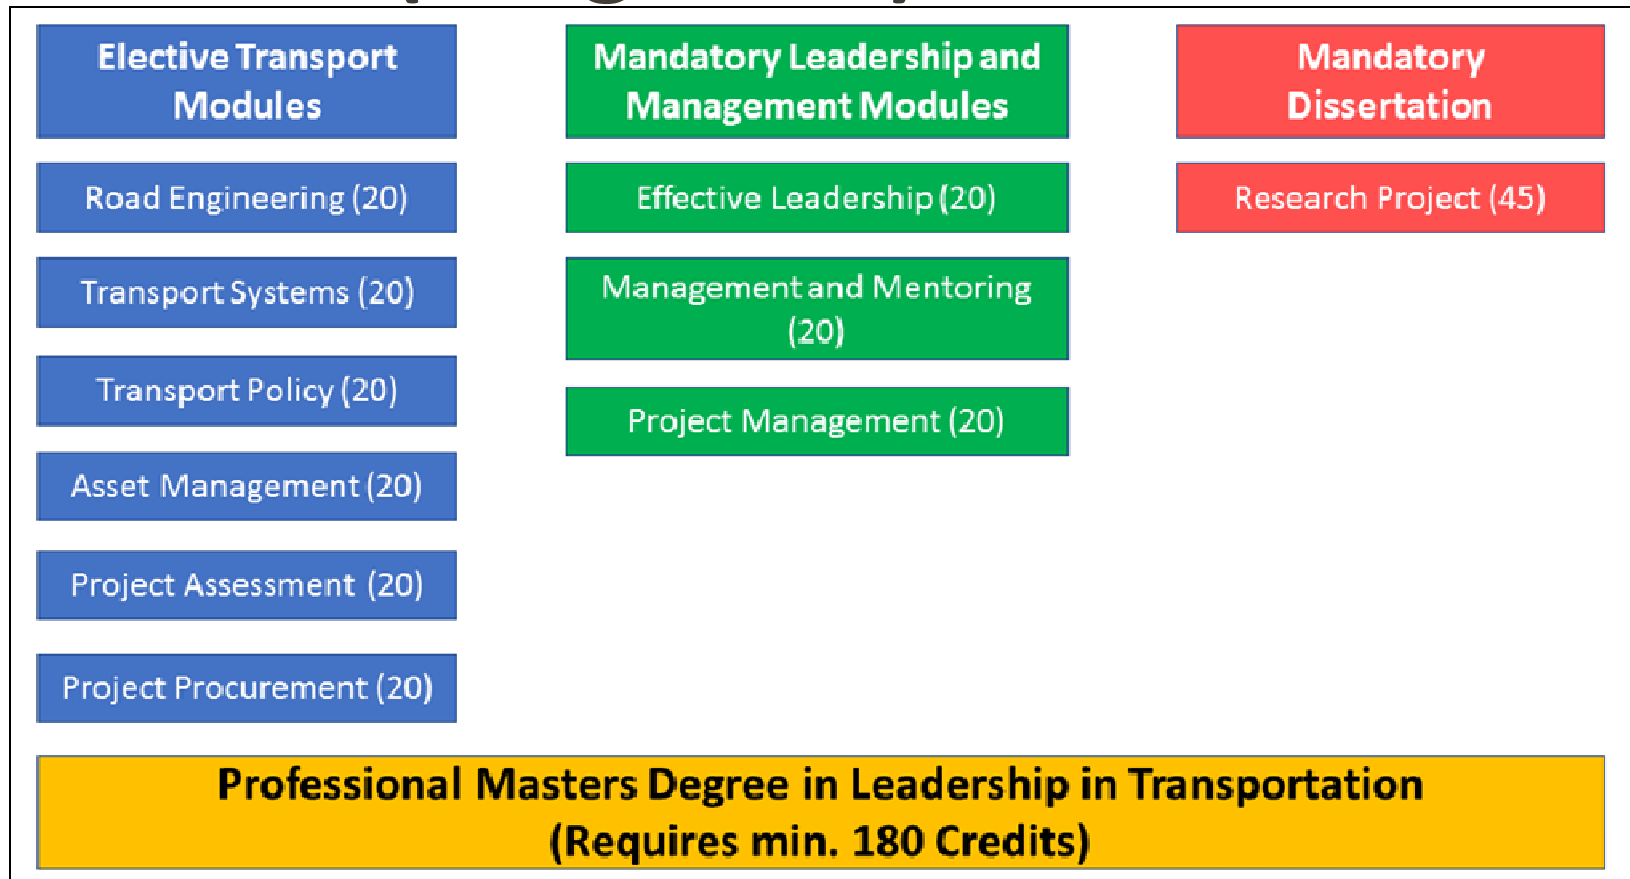 Elective Transport
Modules
Road Engineering (20)
Transport Systems (20)
Transport Policy (20)
Asset Management (20)
Project Assessment (20)
Project Procurement (20)
Mandatory Leadership and
Management Modules
Effective Leadership (20)
Management and Mentoring
(20)
Project Management (20)
Mandatory
Dissertation
Research Project (45)
Professional Masters Degree in Leadership in Transportation
(Requires min. 180 Credits)